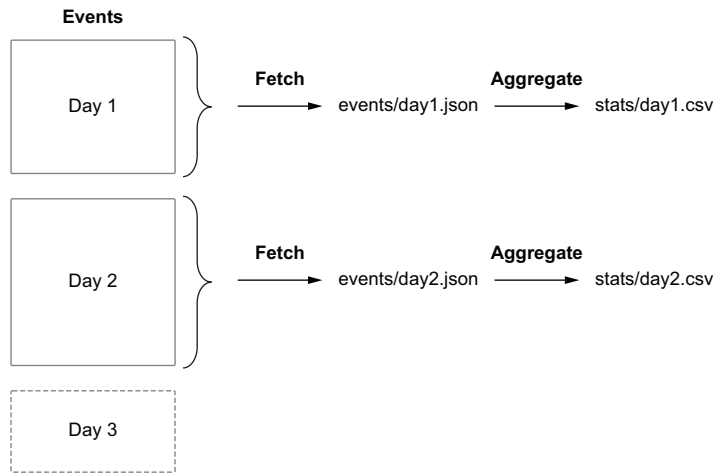 Events
Day 1
Fetch
events/day1.json
Aggregate
stats/day1.csv
Day 2
Fetch
events/day2.json
Aggregate
stats/day2.csv
Day 3